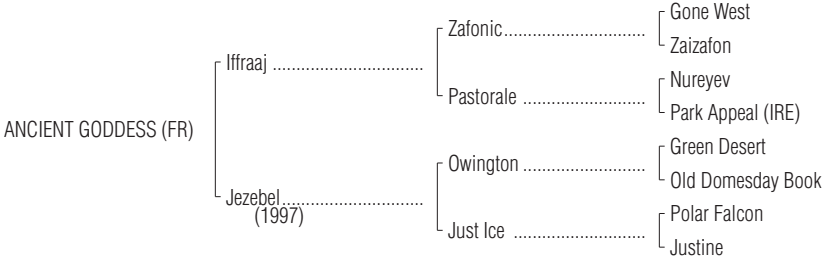 Gone West
Zafonic
Zaizafon
Iffraaj
Nureyev
Pastorale
Park Appeal (IRE)
ANCIENT GODDESS (FR)
Green Desert
Owington
Old Domesday Book
Jezebel
(1997)
Polar Falcon
Just Ice
Justine